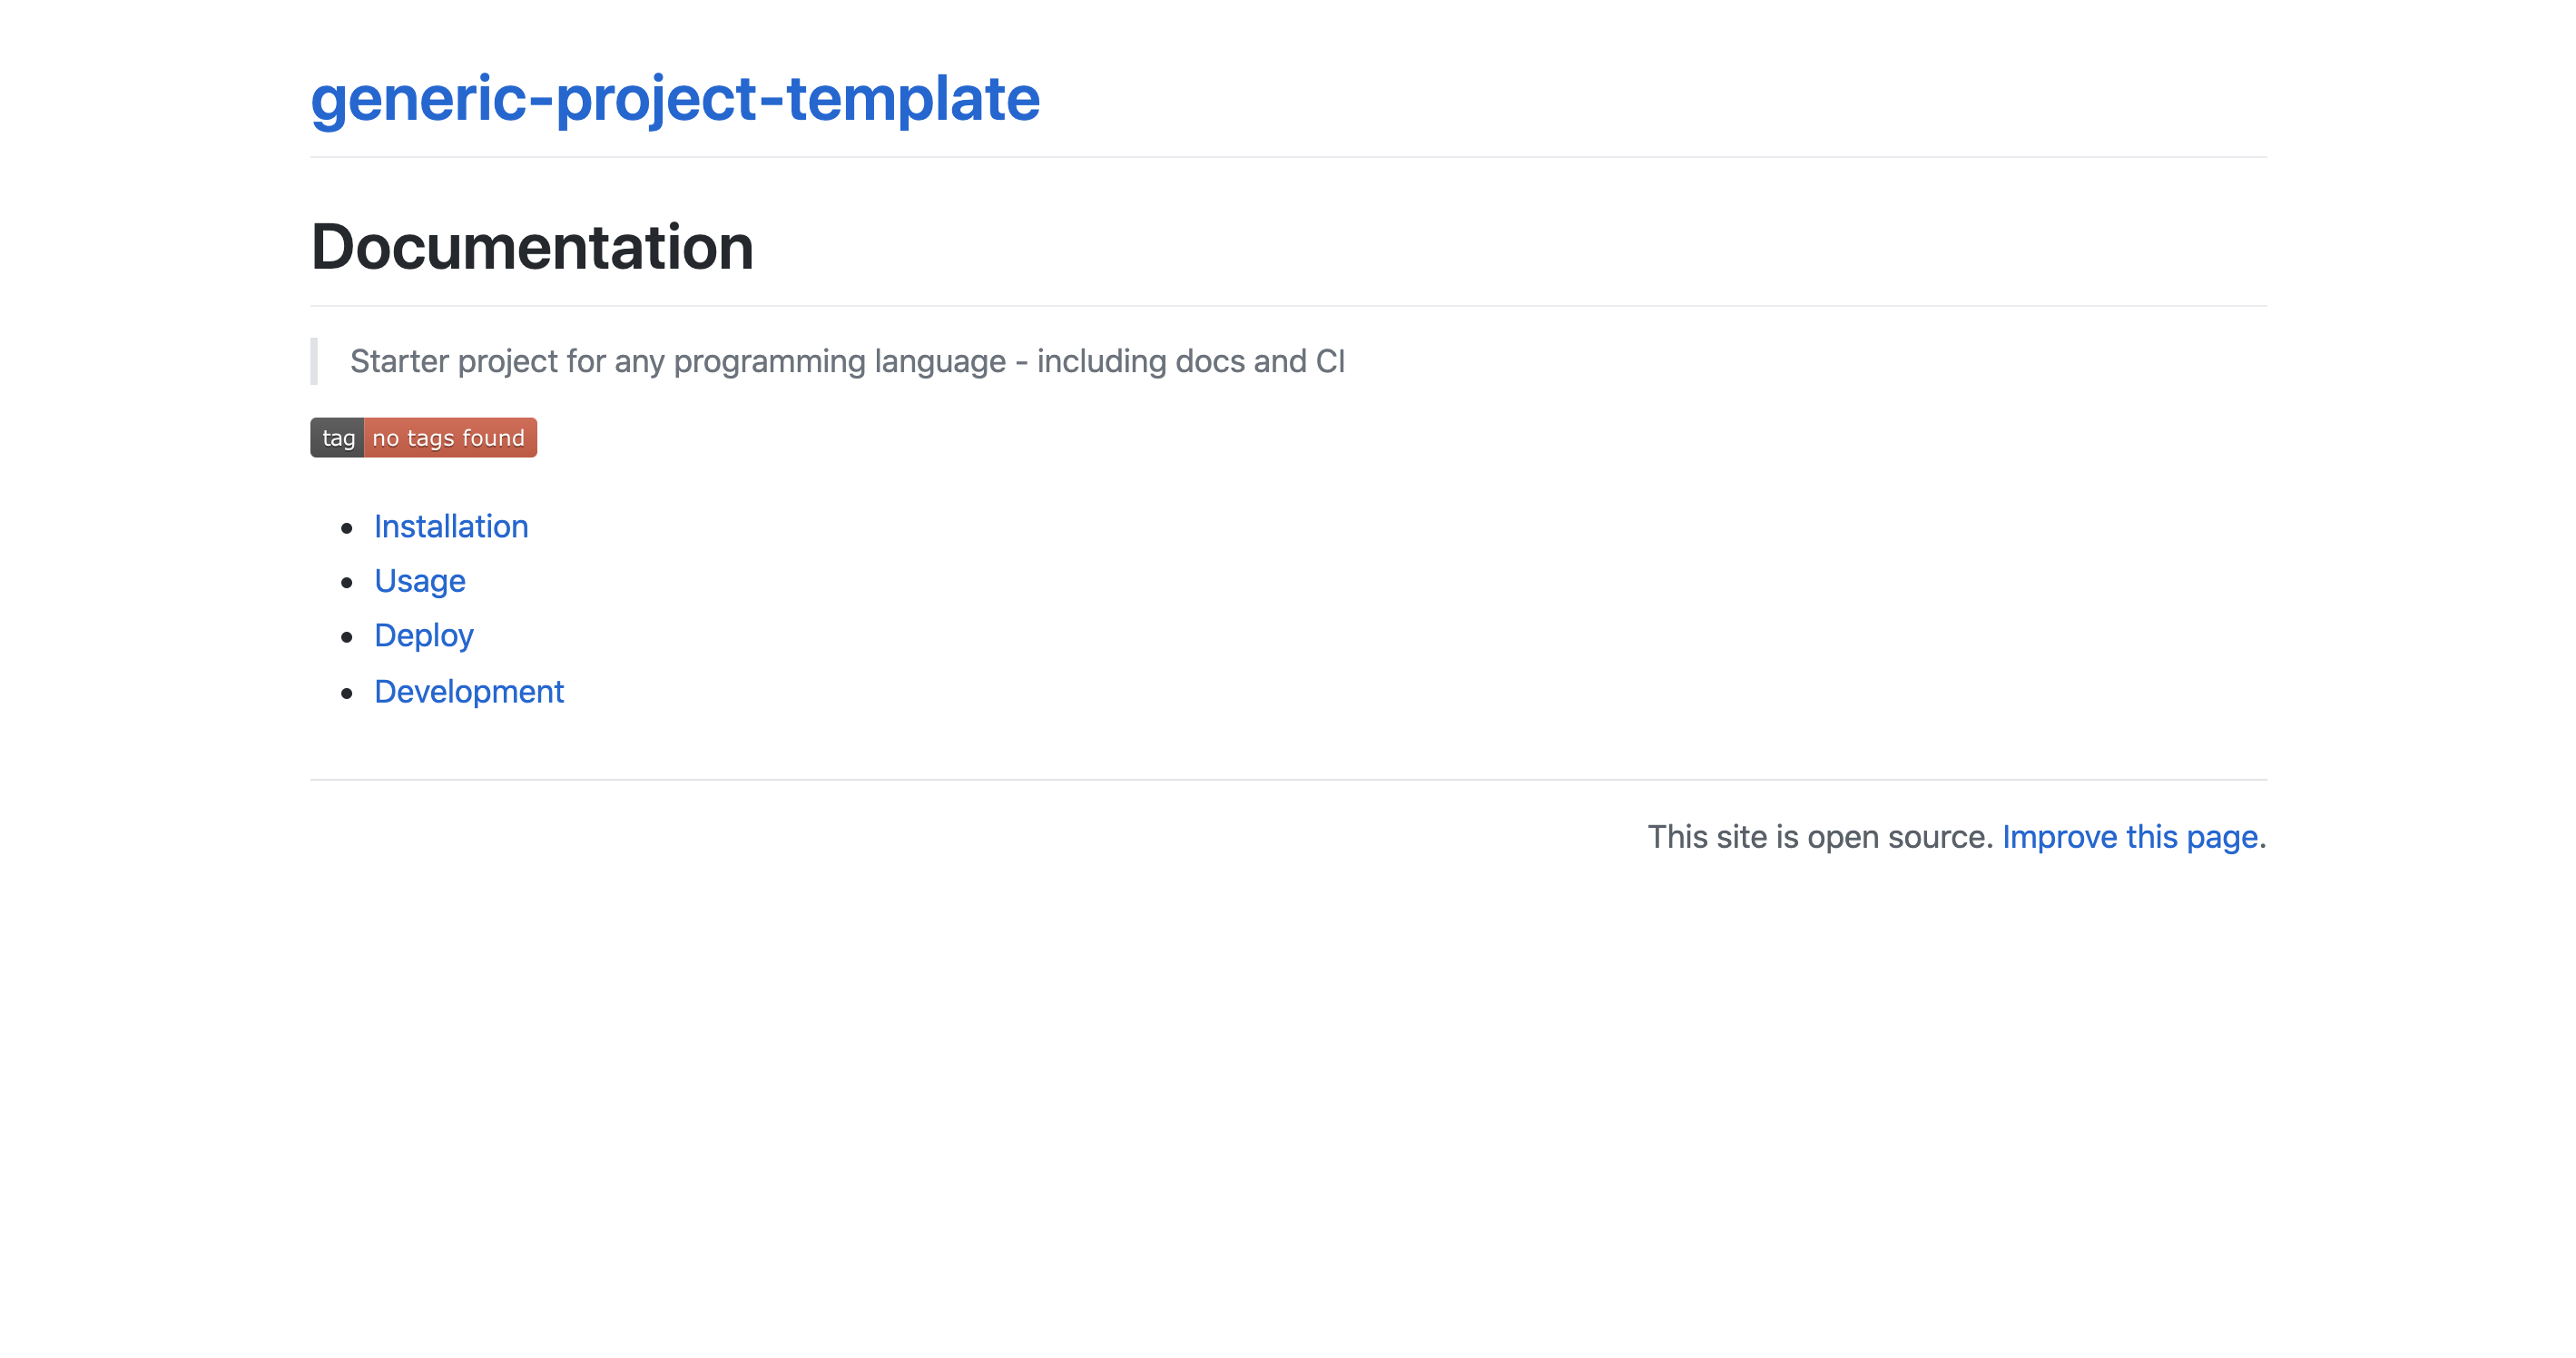 generic-project-template
Documentation
Starter project for any programming language - including docs and CI
tag no tags found
Installation
Usage
Deploy
Development
This site is open source. Improve this page.